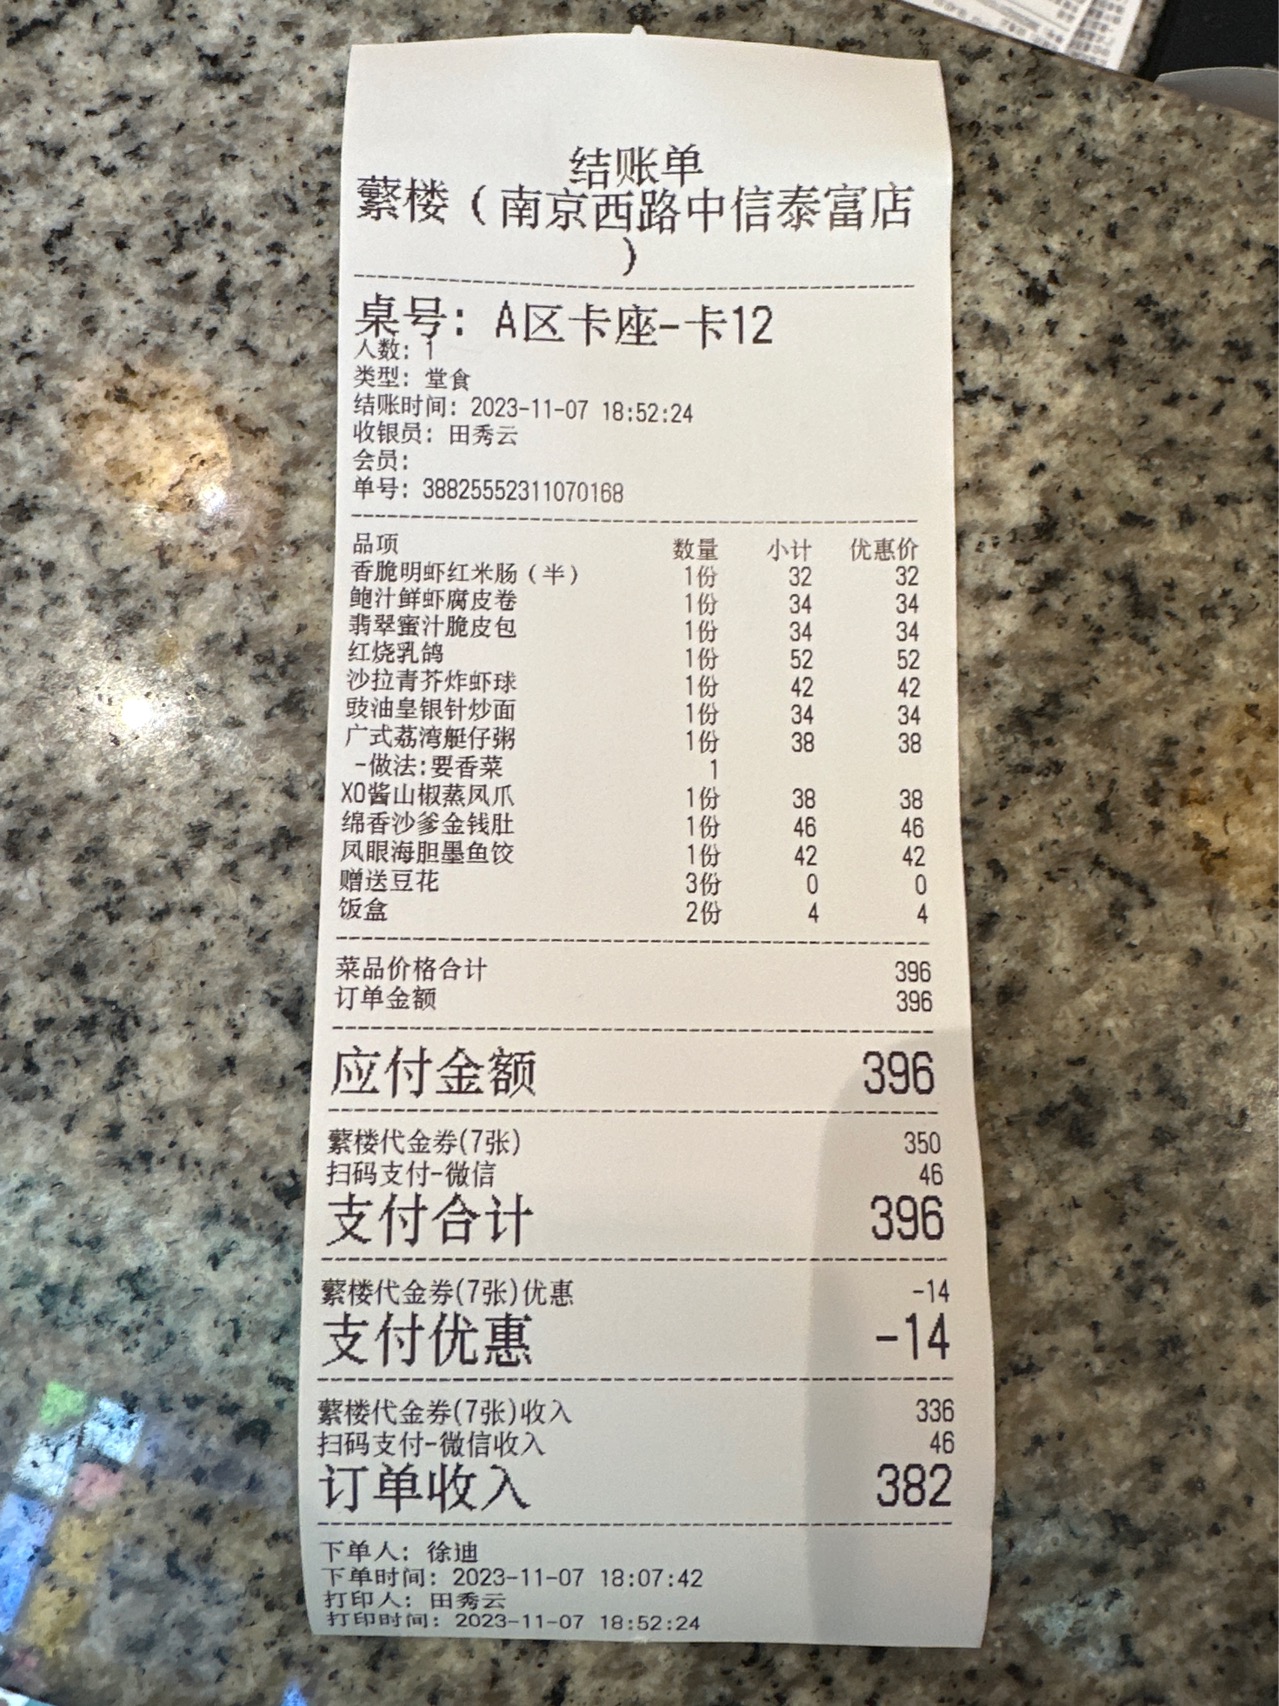 结账单
蘩楼（南京西路中信泰富店
）
桌号: A区卡座-卡12
人数: 1
类型: 堂食
结账时间: 2023-11-07 18:52:24
收银员: 田秀云
会员:
单号: 38825552311070168
品项 数量 小计 优惠价
香脆明虾红米肠（半） 1份 32 32
鲍汁鲜虾腐皮卷 1份 34 34
翡翠蜜汁脆皮包 1份 34 34
红烧乳鸽 1份 52 52
沙拉青芥炸虾球 1份 42 42
豉油皇银针炒面 1份 34 34
广式荔湾艇仔粥 1份 38 38
-做法:要香菜 1
XO酱山椒蒸凤爪 1份 38 38
绵香沙爹金钱肚 1份 46 46
凤眼海胆墨鱼饺 1份 42 42
赠送豆花 3份 0 0
饭盒 2份 4 4
菜品价格合计 396
订单金额 396
应付金额 396
蘩楼代金券(7张) 350
扫码支付-微信 46
支付合计 396
蘩楼代金券(7张)优惠 -14
支付优惠 -14
蘩楼代金券(7张)收入 336
扫码支付-微信收入 46
订单收入 382
下单人: 徐迪
下单时间: 2023-11-07 18:07:42
打印人: 田秀云
打印时间: 2023-11-07 18:52:24